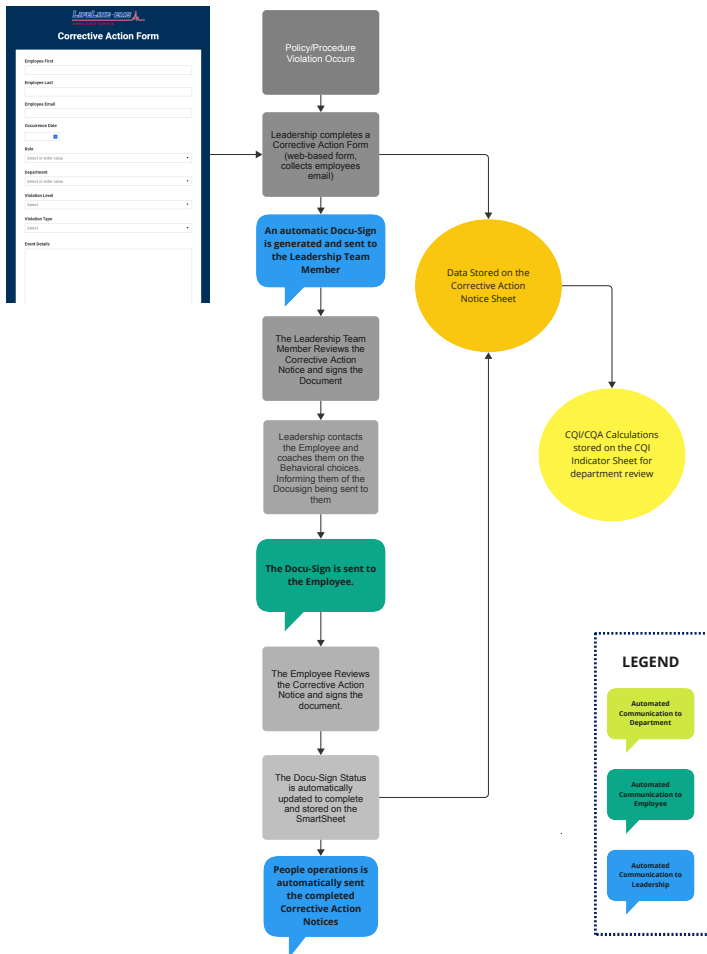 LIFELINE-EMS
AMBULANCE SERVICE
Corrective Action Form
Employee First
Employee Last
Employee Email
Occurrence Date
Role
Select or enter value
Department
Select or enter value
Violation Level
Select
Violation Type
Select
Event Details
Policy/Procedure
Violation Occurs
Leadership completes a
Corrective Action Form
(web-based form,
collects employees
email)
An automatic Docu-Sign
is generated and sent to
the Leadership Team
Member
The Leadership Team
Member Reviews the
Corrective Action
Notice and signs the
Document
Leadership contacts
the Employee and
coaches them on the
Behavioral choices.
Informing them of the
Docusign being sent to
them
The Docu-Sign is sent to
the Employee.
The Employee Reviews
the Corrective Action
Notice and signs the
document.
The Docu-Sign Status
is automatically
updated to complete
and stored on the
SmartSheet
People operations is
automatically sent
the completed
Corrective Action
Notices
Data Stored on the
Corrective Action
Notice Sheet
CQI/CQA Calculations
stored on the CQI
Indicator Sheet for
department review
LEGEND
Automated
Communication to
Department
Automated
Communication to
Employee
Automated
Communication to
Leadership